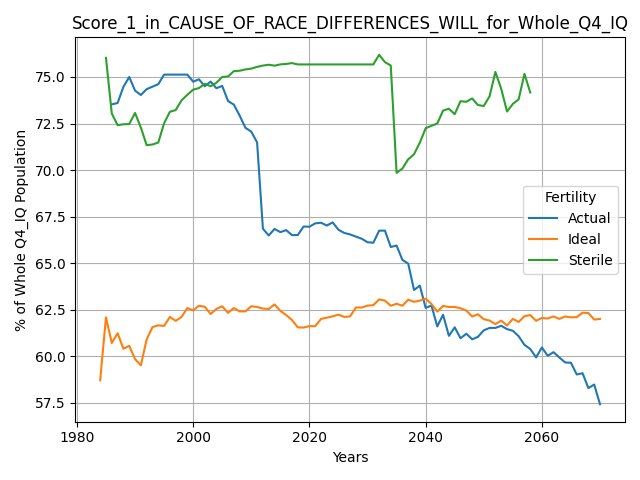 Score_1_in_CAUSE_OF_RACE_DIFFERENCES_WILL_for_Whole_Q4_IQ
% of Whole Q4_IQ Population
75.0
72.5
70.0
67.5
65.0
62.5
60.0
57.5
Fertility
Actual
Ideal
Sterile
1980
2000
2020
2040
2060
Years